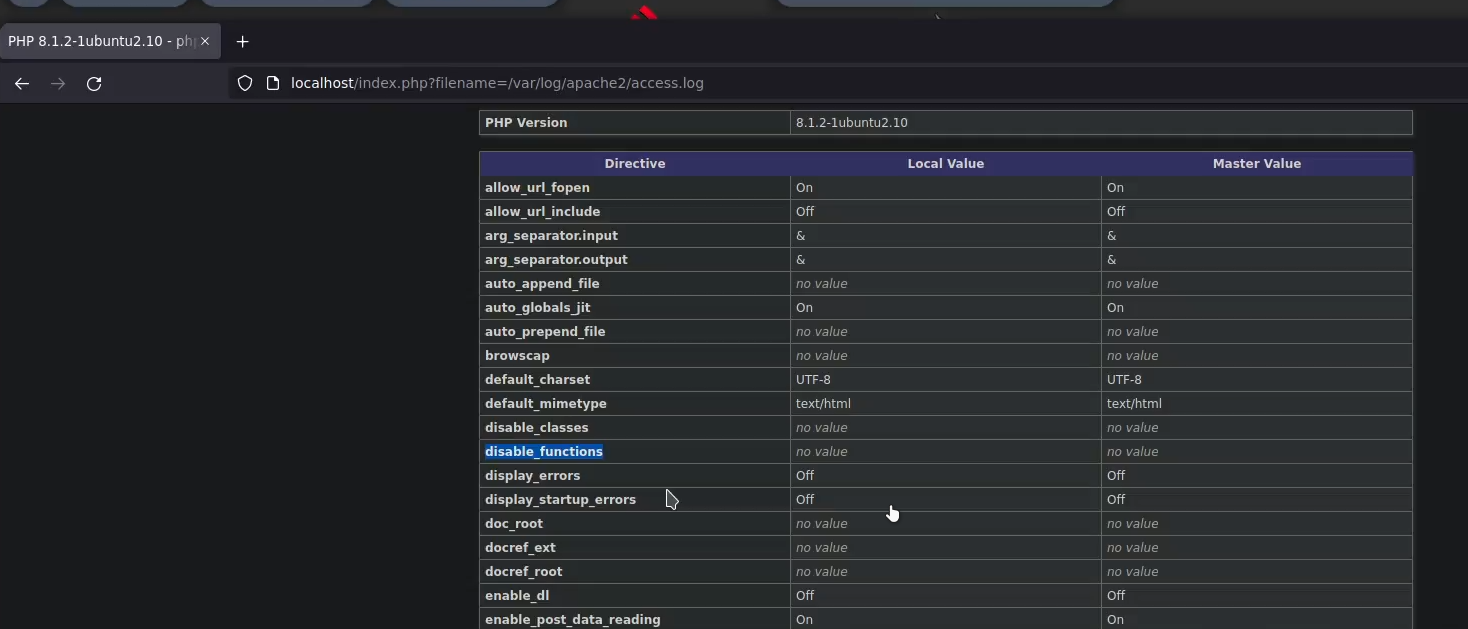 PHP 8.1.2-1ubuntu2.10 - php
localhost/index.php?filename=/var/log/apache2/access.log
PHP Version 8.1.2-1ubuntu2.10
Directive Local Value Master Value
allow_url_fopen On On
allow_url_include Off Off
arg_separator.input & &
arg_separator.output & &
auto_append_file no value no value
auto_globals_jit On On
auto_prepend_file no value no value
browscap no value no value
default_charset UTF-8 UTF-8
default_mimetype text/html text/html
disable_classes no value no value
disable_functions no value no value
display_errors Off Off
display_startup_errors Off Off
doc_root no value no value
docref_ext no value no value
docref_root no value no value
enable_dl Off Off
enable_post_data_reading On On